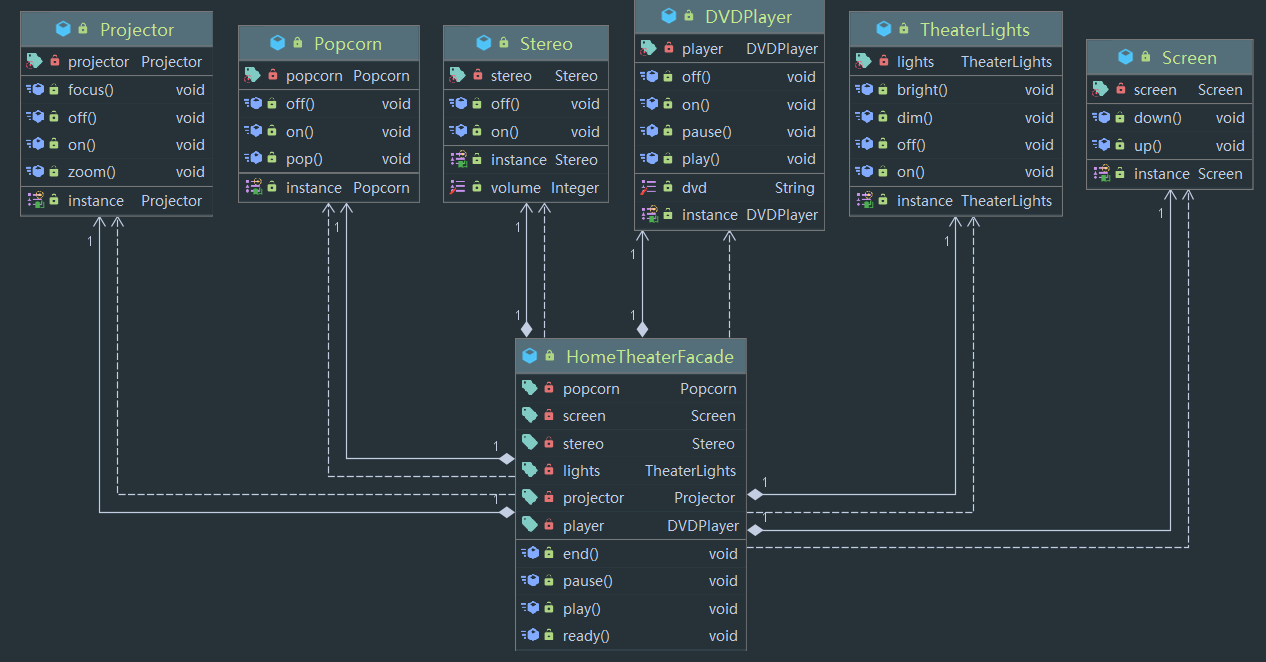 Projector
projector Projector
focus() void
off() void
on() void
zoom() void
instance Projector
Popcorn
popcorn Popcorn
off() void
on() void
pop() void
instance Popcorn
Stereo
stereo Stereo
off() void
on() void
instance Stereo
volume Integer
DVDPlayer
player DVDPlayer
off() void
on() void
pause() void
play() void
dvd String
instance DVDPlayer
TheaterLights
lights TheaterLights
bright() void
dim() void
off() void
on() void
instance TheaterLights
Screen
screen Screen
down() void
up() void
instance Screen
1
1
1
1
1
1
1
1
HomeTheaterFacade
popcorn Popcorn
screen Screen
stereo Stereo
lights TheaterLights
projector Projector
player DVDPlayer
end() void
pause() void
play() void
ready() void
1
1
1
1